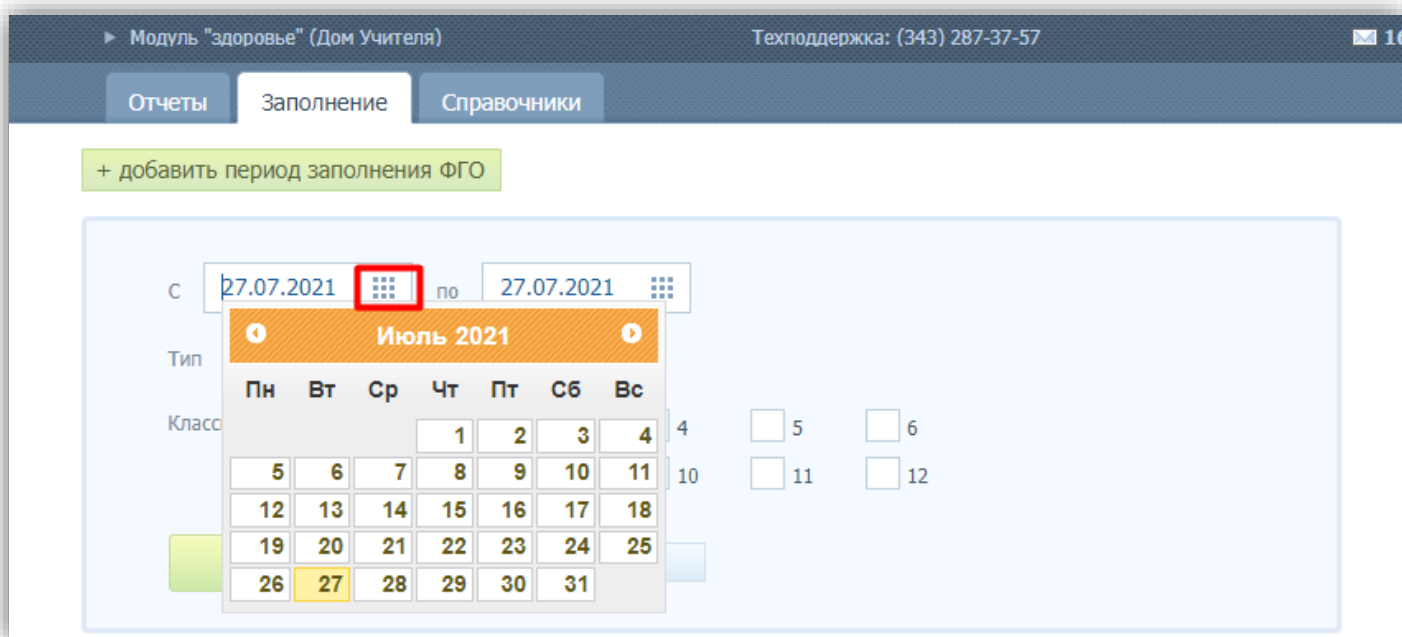 Модуль "здоровье" (Дом Учителя) Техподдержка: (343) 287-37-57 16
Отчеты Заполнение Справочники
+ добавить период заполнения ФГО
С 27.07.2021 по 27.07.2021
Июль 2021
Тип
Пн Вт Ср Чт Пт Сб Вс
Класс 4 5 6
1 2 3 4
5 6 7 8 9 10 11
10 11 12
12 13 14 15 16 17 18
19 20 21 22 23 24 25
26 27 28 29 30 31